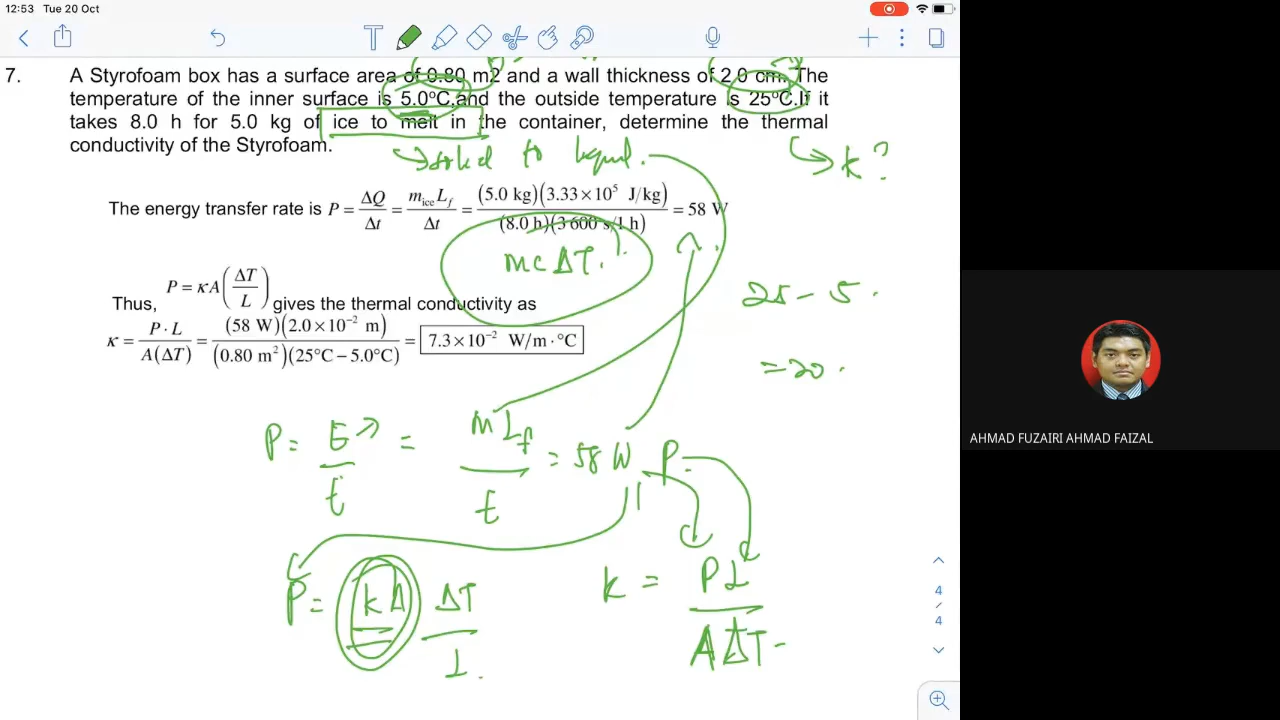 12:53 Tue 20 Oct
7. A Styrofoam box has a surface area of 0.80 m2 and a wall thickness of 2.0 cm. The
temperature of the inner surface is 5.0°C, and the outside temperature is 25°C. If it
takes 8.0 h for 5.0 kg of ice to melt in the container, determine the thermal
conductivity of the Styrofoam.
solid to liquid.
k?
The energy transfer rate is P = ΔQ/Δt = m_ice L_f/Δt = (5.0 kg)(3.33×10⁵ J/kg)/(8.0 h)(3 600 s/1 h) = 58 W
mcΔT.
25 - 5.
Thus, P = κA(ΔT/L) gives the thermal conductivity as
κ = P·L/A(ΔT) = (58 W)(2.0×10⁻² m)/(0.80 m²)(25°C − 5.0°C) = 7.3×10⁻² W/m·°C
= 20.
P = E/t = mL_f/t = 58 W P
P = kA ΔT/L
k = PL/AΔT
AHMAD FUZAIRI AHMAD FAIZAL
4/4